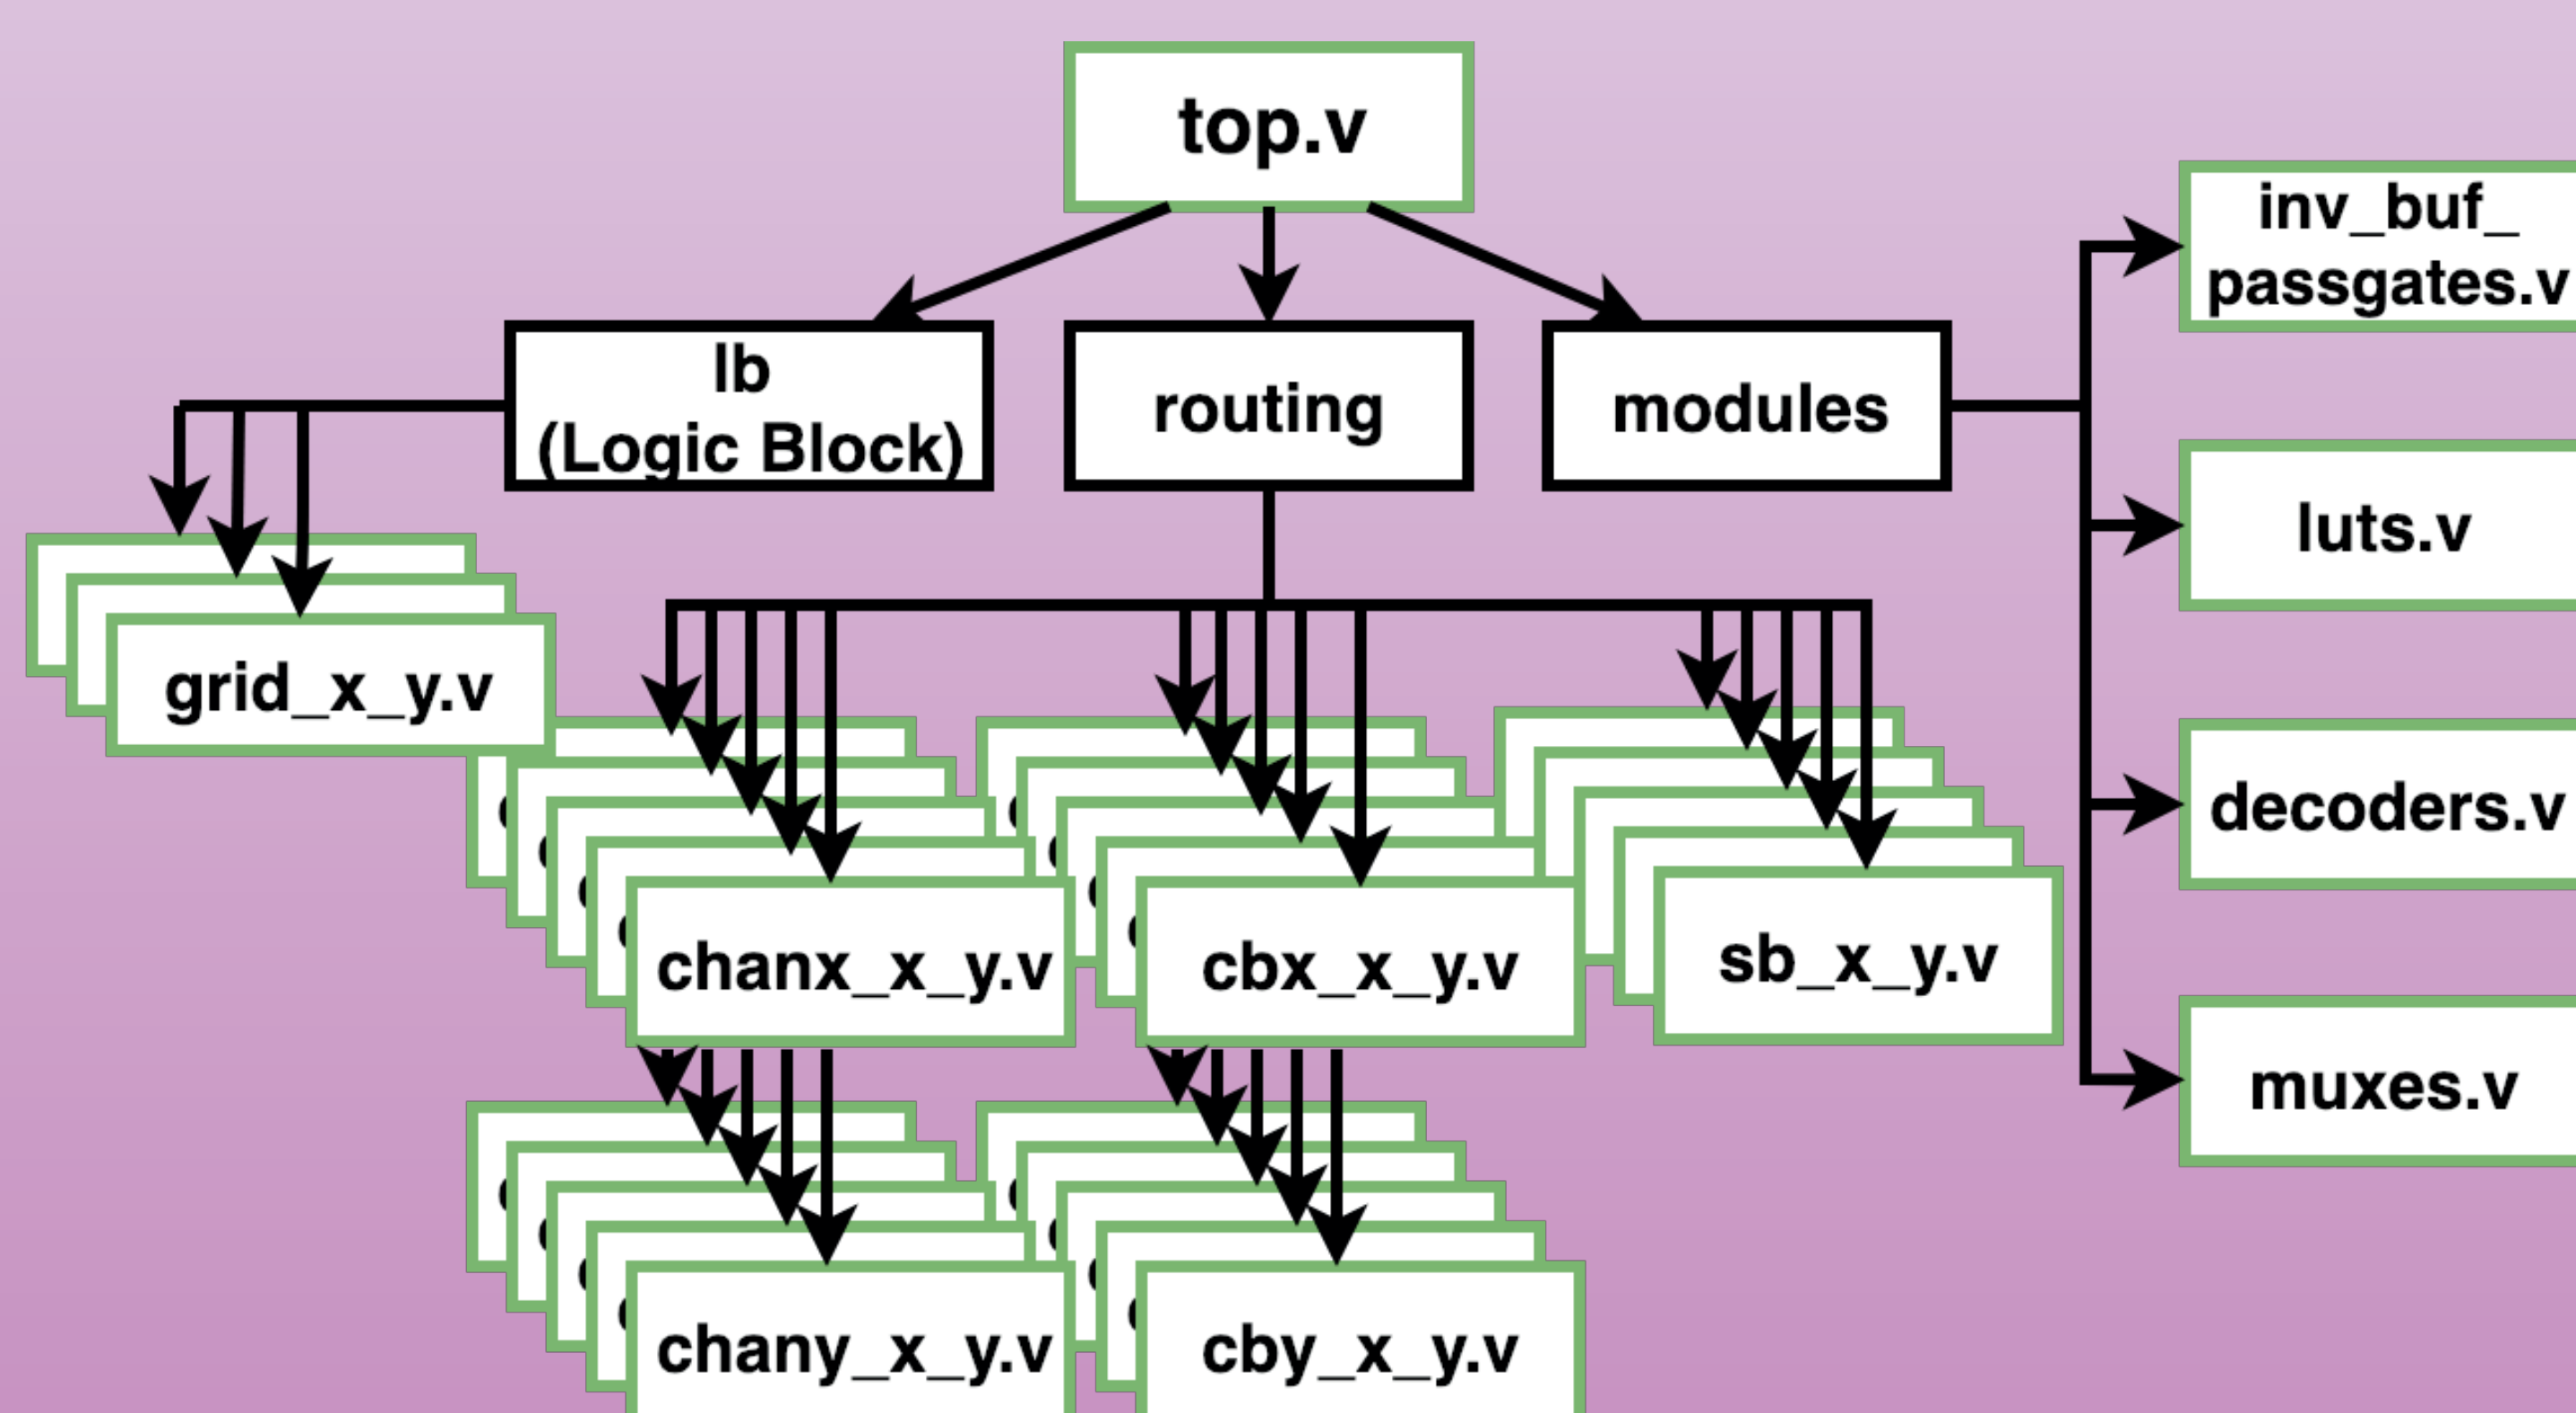 top.v
inv_buf_
passgates.v
lb
(Logic Block)
routing
modules
luts.v
grid_x_y.v
decoders.v
chanx_x_y.v
cbx_x_y.v
sb_x_y.v
muxes.v
chany_x_y.v
cby_x_y.v